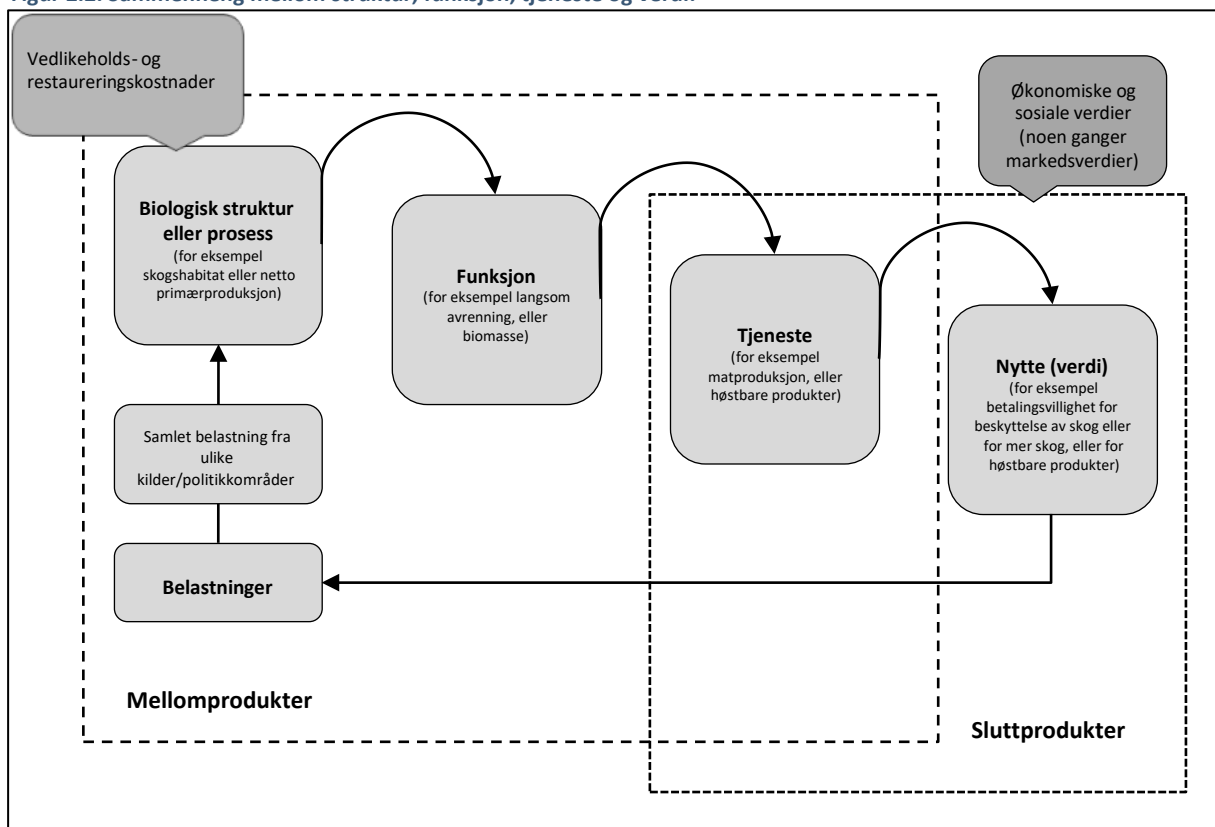 Vedlikeholds- og
restaureringskostnader
Økonomiske og
sosiale verdier
(noen ganger
markedsverdier)
Biologisk struktur
eller prosess
(for eksempel
skogshabitat eller netto
primærproduksjon)
Funksjon
(for eksempel langsom
avrenning, eller
biomasse)
Tjeneste
(for eksempel
matproduksjon, eller
høstbare produkter)
Nytte (verdi)
(for eksempel
betalingsvillighet for
beskyttelse av skog eller
for mer skog, eller for
høstbare produkter)
Samlet belastning fra
ulike
kilder/politikkområder
Belastninger
Mellomprodukter
Sluttprodukter